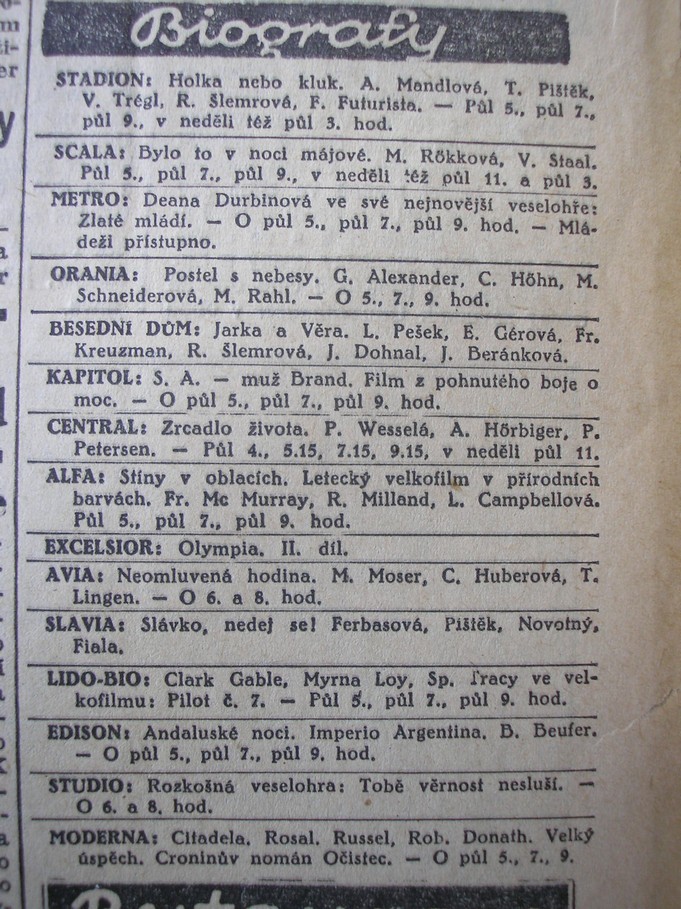 Biografy
STADION: Holka nebo kluk. A. Mandlová, T. Pištěk,
V. Trégl, R. Šlemrová, F. Futurista. — Půl 5., půl 7.,
půl 9., v neděli též půl 3. hod.
SCALA: Bylo to v noci májové. M. Rökková, V. Staal.
Půl 5., půl 7., půl 9., v neděli též půl 11. a půl 3.
METRO: Deana Durbinová ve své nejnovější veselohře:
Zlaté mládí. — O půl 5., půl 7., půl 9. hod. — Mlá-
deži přístupno.
ORANIA: Postel s nebesy. G. Alexander, C. Höhn, M.
Schneiderová, M. Rahl. — O 5., 7., 9. hod.
BESEDNÍ DŮM: Jarka a Věra. L. Pešek, E. Gérová, Fr.
Kreuzman, R. Šlemrová, J. Dohnal, J. Beránková.
KAPITOL: S. A. — muž Brand. Film z pohnutého boje o
moc. — O půl 5., půl 7., půl 9. hod.
CENTRAL: Zrcadlo života. P. Wesselá, A. Hörbiger, P.
Petersen. — Půl 4., 5.15, 7.15, 9.15, v neděli půl 11.
ALFA: Stíny v oblacích. Letecký velkofilm v přírodních
barvách. Fr. Mc Murray, R. Milland, L. Campbellová.
Půl 5., půl 7., půl 9. hod.
EXCELSIOR: Olympia. II. díl.
AVIA: Neomluvená hodina. M. Moser, C. Huberová, T.
Lingen. — O 6. a 8. hod.
SLAVIA: Slávko, nedej se! Ferbasová, Pištěk, Novotný,
Fiala.
LIDO-BIO: Clark Gable, Myrna Loy, Sp. Tracy ve vel-
kofilmu: Pilot č. 7. — Půl 5., půl 7., půl 9. hod.
EDISON: Andaluské noci. Imperio Argentina. B. Beufer.
— O půl 5., půl 7., půl 9. hod.
STUDIO: Rozkošná veselohra: Tobě věrnost nesluší. —
O 6. a 8. hod.
MODERNA: Citadela. Rosal. Russel, Rob. Donath. Velký
úspěch. Croninův nomán Očistec. — O půl 5., 7., 9.